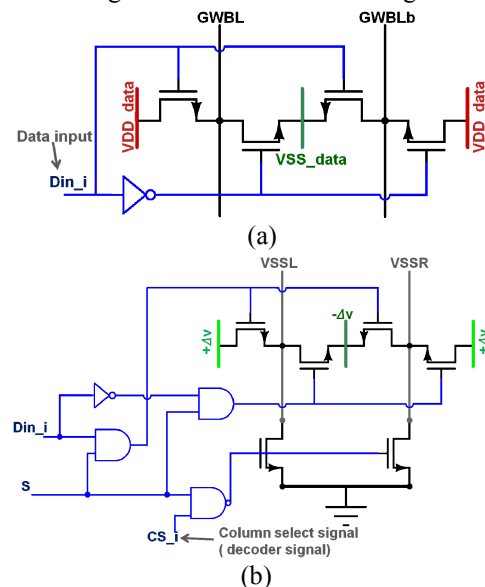 GWBL
GWBLb
VDD_data
VSS_data
VDD_data
Data input
Din_i
(a)
VSSL
VSSR
+Δv
-Δv
+Δv
Din_i
S
CS_i
Column select signal
( decoder signal)
(b)